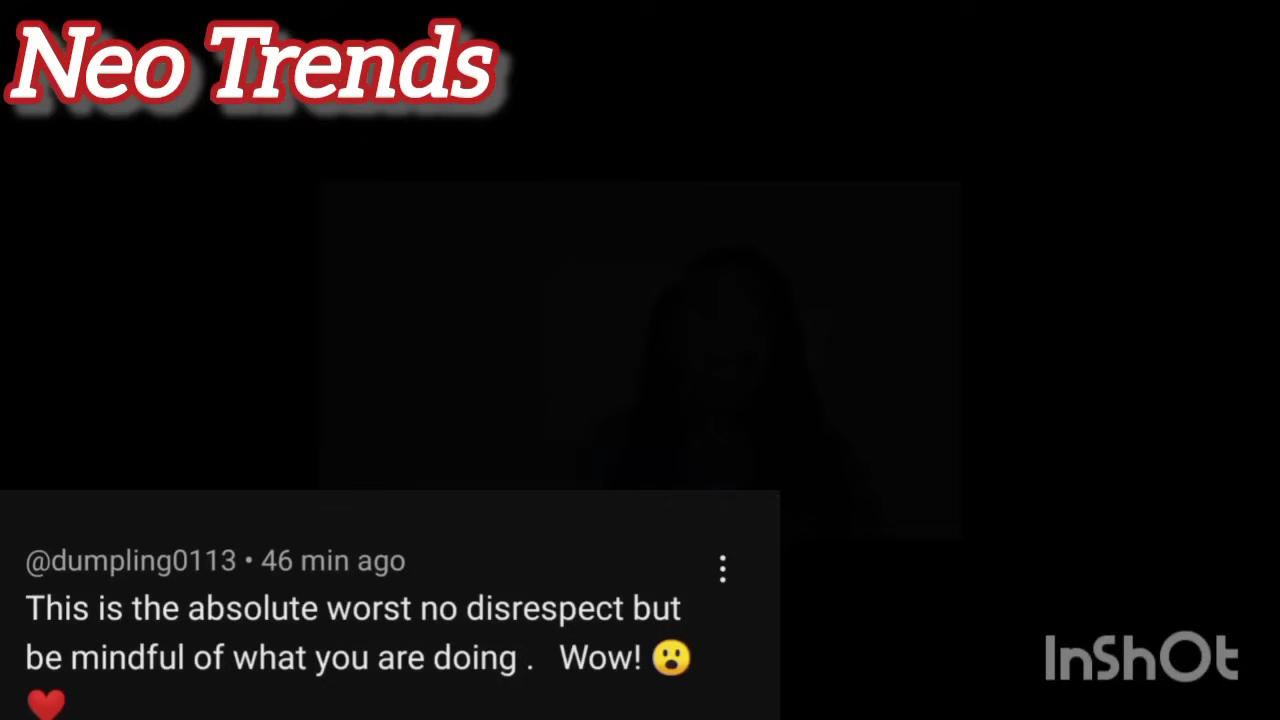 Neo Trends
@dumpling0113 • 46 min ago
This is the absolute worst no disrespect but
be mindful of what you are doing .   Wow! 😮
❤️
InShOt